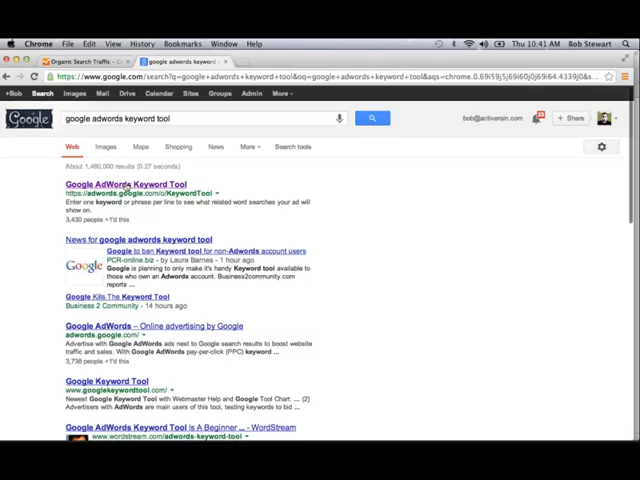 Chrome File Edit View History Bookmarks Window Help Thu 10:41 AM Bob Stewart
Organic Search Traffic - Go google adwords keyword
https://www.google.com/search?q=google+adwords+keyword+tool&oq=google+adwords+keyword+tool&aqs=chrome.0.69i59j5j69i60j0j69i64.4339j0&s
+Bob Search Images Mail Drive Calendar Sites Groups Admin More
Google google adwords keyword tool bob@activerain.com + Share
Web Images Maps Shopping News More Search tools
About 1,480,000 results (0.27 seconds)
Google AdWords Keyword Tool
https://adwords.google.com/o/KeywordTool
Enter one keyword or phrase per line to see what related word searches your ad will
show on.
3,430 people +1'd this
News for google adwords keyword tool
Google to ban Keyword tool for non-Adwords account users
PCR-online.biz - by Laura Barnes - 1 hour ago
Google is planning to only make it's handy Keyword tool available
to those who own an Adwords account. Business2community.com
reports ...
Google
Google Kills The Keyword Tool
Business 2 Community - 14 hours ago
Google AdWords – Online advertising by Google
adwords.google.com/
Advertise with Google AdWords ads next to Google search results to boost website
traffic and sales. With Google AdWords pay-per-click (PPC) keyword ...
3,738 people +1'd this
Google Keyword Tool
www.googlekeywordtool.com/
Newest Google Keyword Tool with Webmaster Help and Google Tool Chart. ... (2)
Advertisers with AdWords are main users of this tool, testing keywords to bid ...
Google AdWords Keyword Tool Is A Beginner ... - WordStream
www.wordstream.com/adwords-keyword-tool